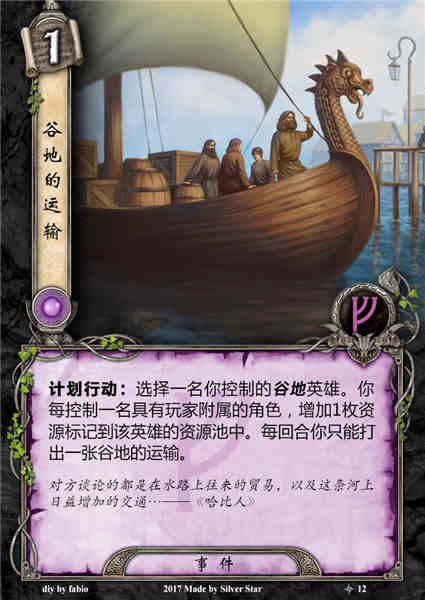 1
谷地的运输
计划行动：选择一名你控制的谷地英雄。你
每控制一名具有玩家附属的角色，增加1枚资
源标记到该英雄的资源池中。每回合你只能打
出一张谷地的运输。
对方谈论的都是在水路上往来的贸易，以及这条河上
日益增加的交通…——《哈比人》
事件
diy by fabio
2017 Made by Silver Star
12